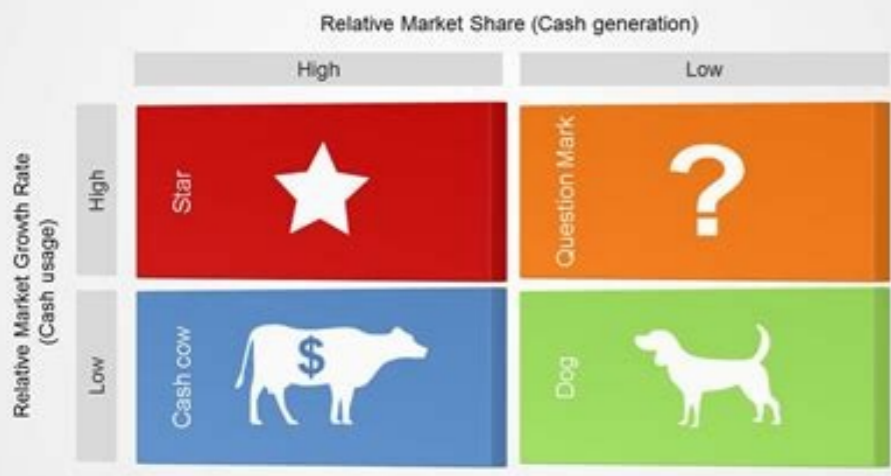 Relative Market Share (Cash generation)
High
Low
Relative Market Growth Rate
(Cash usage)
High
Star
Question Mark
?
Low
Cash cow
$
Dog